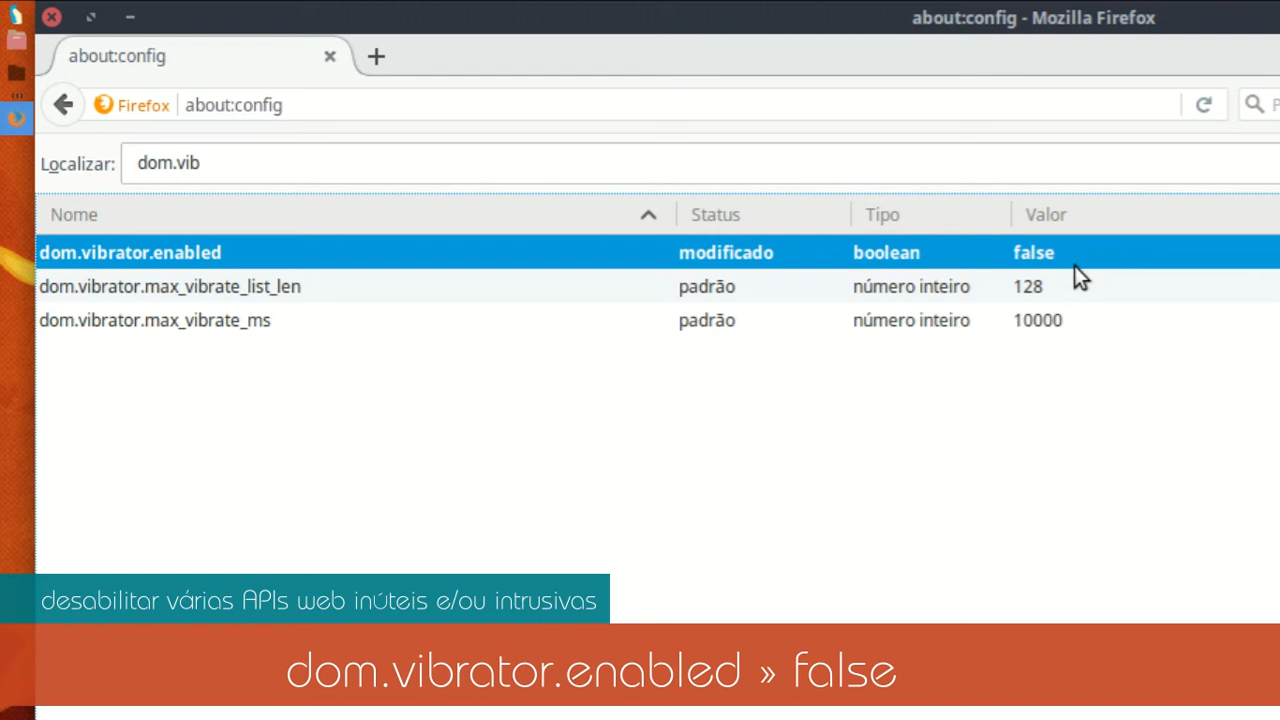 about:config - Mozilla Firefox
about:config
Firefox about:config
Localizar: dom.vib
Nome Status Tipo Valor
dom.vibrator.enabled modificado boolean false
dom.vibrator.max_vibrate_list_len padrão número inteiro 128
dom.vibrator.max_vibrate_ms padrão número inteiro 10000
desabilitar várias APIs web inúteis e/ou intrusivas
dom.vibrator.enabled » false